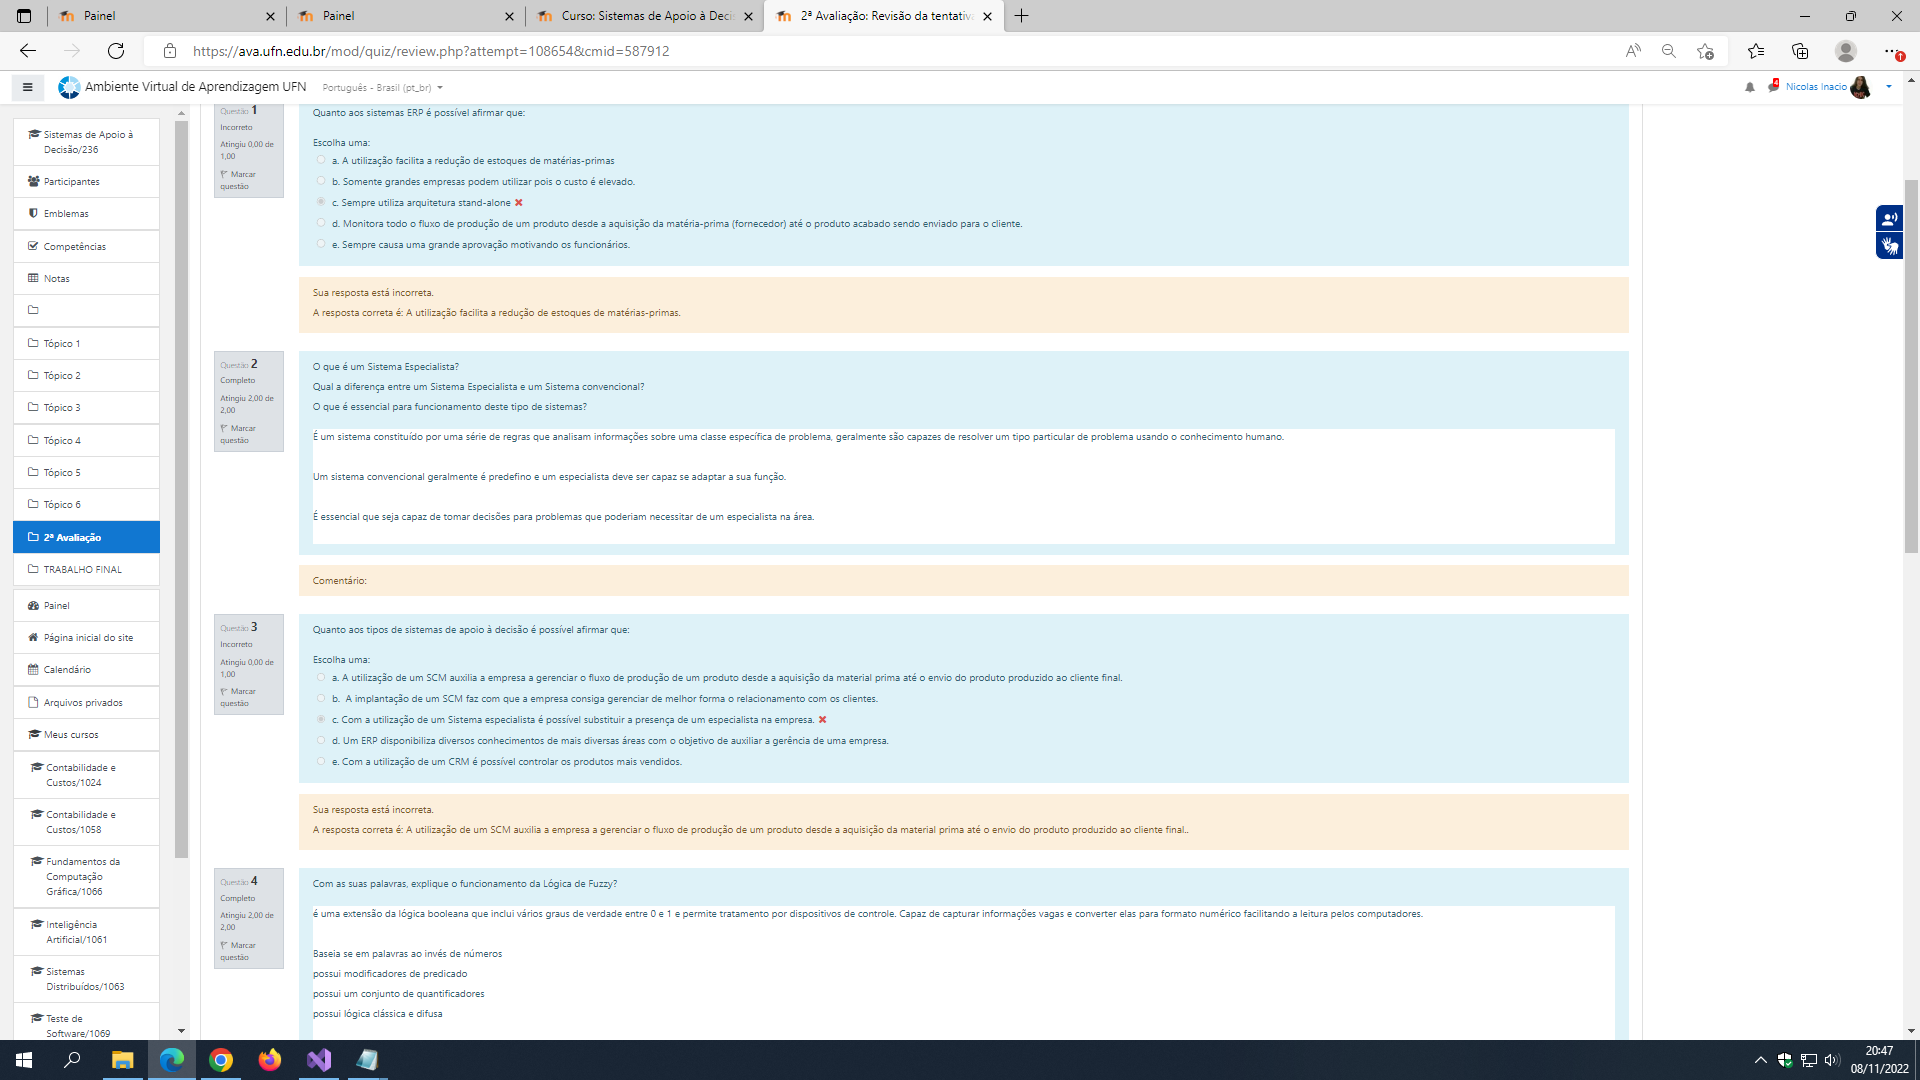 Painel
Painel
Curso: Sistemas de Apoio à Deci
2ª Avaliação: Revisão da tentativa
https://ava.ufn.edu.br/mod/quiz/review.php?attempt=108654&cmid=587912
Ambiente Virtual de Aprendizagem UFN
Português - Brasil (pt_br)
4
Nicolas Inacio
Sistemas de Apoio à
Decisão/236
Participantes
Emblemas
Competências
Notas
Tópico 1
Tópico 2
Tópico 3
Tópico 4
Tópico 5
Tópico 6
2ª Avaliação
TRABALHO FINAL
Painel
Página inicial do site
Calendário
Arquivos privados
Meus cursos
Contabilidade e
Custos/1024
Contabilidade e
Custos/1058
Fundamentos da
Computação
Gráfica/1066
Inteligência
Artificial/1061
Sistemas
Distribuídos/1063
Teste de
Software/1069
Questão 1
Incorreto
Atingiu 0,00 de
1,00
Marcar
questão
Quanto aos sistemas ERP é possível afirmar que:
Escolha uma:
a. A utilização facilita a redução de estoques de matérias-primas
b. Somente grandes empresas podem utilizar pois o custo é elevado.
c. Sempre utiliza arquitetura stand-alone
d. Monitora todo o fluxo de produção de um produto desde a aquisição da matéria-prima (fornecedor) até o produto acabado sendo enviado para o cliente.
e. Sempre causa uma grande aprovação motivando os funcionários.
Sua resposta está incorreta.
A resposta correta é: A utilização facilita a redução de estoques de matérias-primas.
Questão 2
Completo
Atingiu 2,00 de
2,00
Marcar
questão
O que é um Sistema Especialista?
Qual a diferença entre um Sistema Especialista e um Sistema convencional?
O que é essencial para funcionamento deste tipo de sistemas?
É um sistema constituído por uma série de regras que analisam informações sobre uma classe específica de problema, geralmente são capazes de resolver um tipo particular de problema usando o conhecimento humano.
Um sistema convencional geralmente é predefino e um especialista deve ser capaz se adaptar a sua função.
É essencial que seja capaz de tomar decisões para problemas que poderiam necessitar de um especialista na área.
Comentário:
Questão 3
Incorreto
Atingiu 0,00 de
1,00
Marcar
questão
Quanto aos tipos de sistemas de apoio à decisão é possível afirmar que:
Escolha uma:
a. A utilização de um SCM auxilia a empresa a gerenciar o fluxo de produção de um produto desde a aquisição da material prima até o envio do produto produzido ao cliente final.
b. A implantação de um SCM faz com que a empresa consiga gerenciar de melhor forma o relacionamento com os clientes.
c. Com a utilização de um Sistema especialista é possível substituir a presença de um especialista na empresa.
d. Um ERP disponibiliza diversos conhecimentos de mais diversas áreas com o objetivo de auxiliar a gerência de uma empresa.
e. Com a utilização de um CRM é possível controlar os produtos mais vendidos.
Sua resposta está incorreta.
A resposta correta é: A utilização de um SCM auxilia a empresa a gerenciar o fluxo de produção de um produto desde a aquisição da material prima até o envio do produto produzido ao cliente final..
Questão 4
Completo
Atingiu 2,00 de
2,00
Marcar
questão
Com as suas palavras, explique o funcionamento da Lógica de Fuzzy?
é uma extensão da lógica booleana que inclui vários graus de verdade entre 0 e 1 e permite tratamento por dispositivos de controle. Capaz de capturar informações vagas e converter elas para formato numérico facilitando a leitura pelos computadores.
Baseia se em palavras ao invés de números
possui modificadores de predicado
possui um conjunto de quantificadores
possui lógica clássica e difusa
20:47
08/11/2022